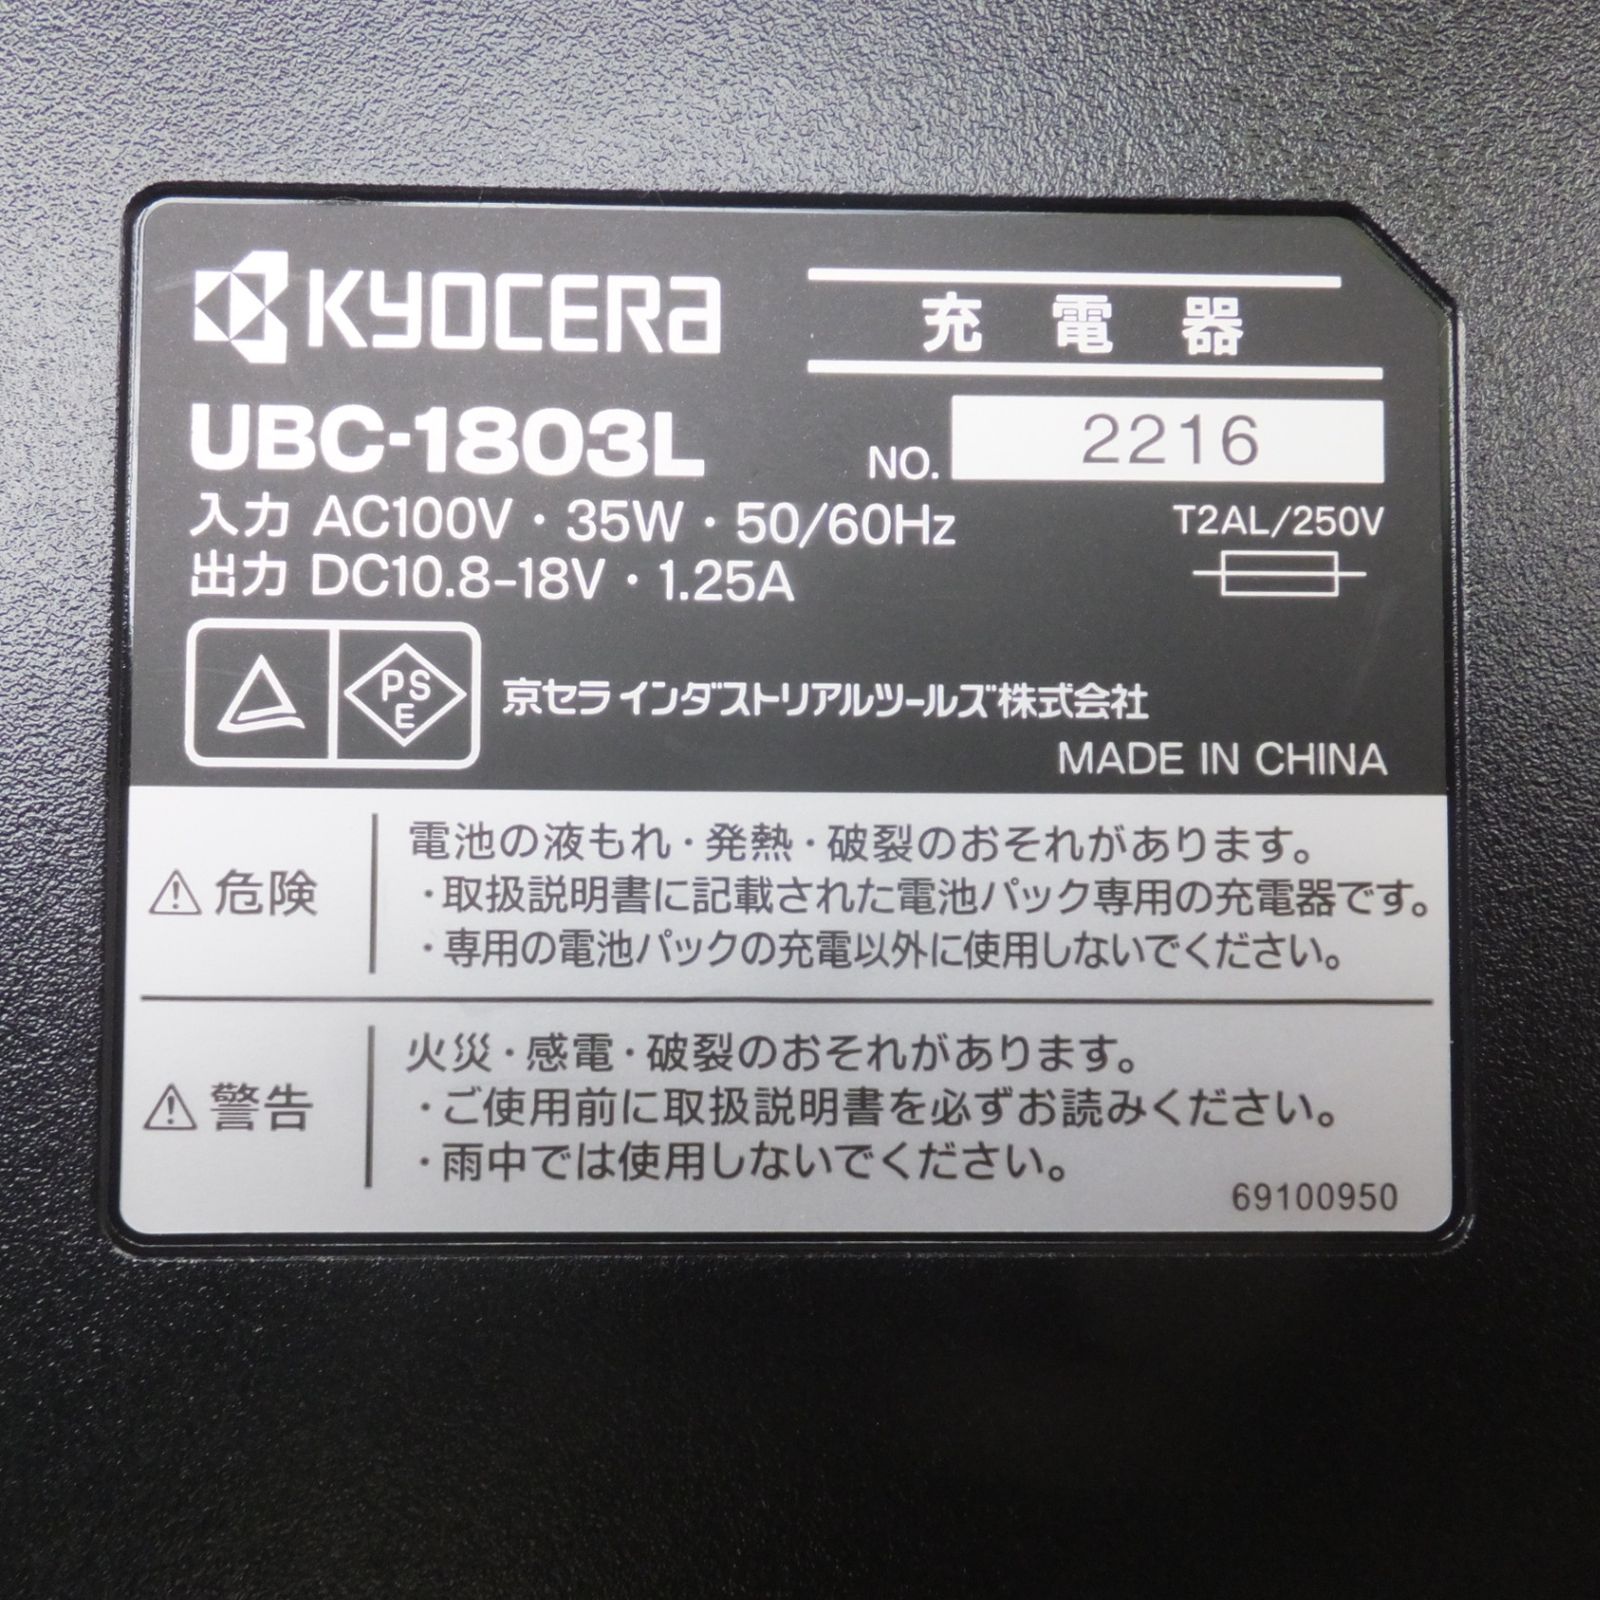 KYOCERA
充電器
UBC-1803L
NO. 2216
入力 AC100V・35W・50/60Hz
T2AL/250V
出力 DC10.8-18V・1.25A
PS
E
京セラ インダストリアルツールズ株式会社
MADE IN CHINA
⚠危険
電池の液もれ・発熱・破裂のおそれがあります。
・取扱説明書に記載された電池パック専用の充電器です。
・専用の電池パックの充電以外に使用しないでください。
⚠警告
火災・感電・破裂のおそれがあります。
・ご使用前に取扱説明書を必ずお読みください。
・雨中では使用しないでください。
69100950